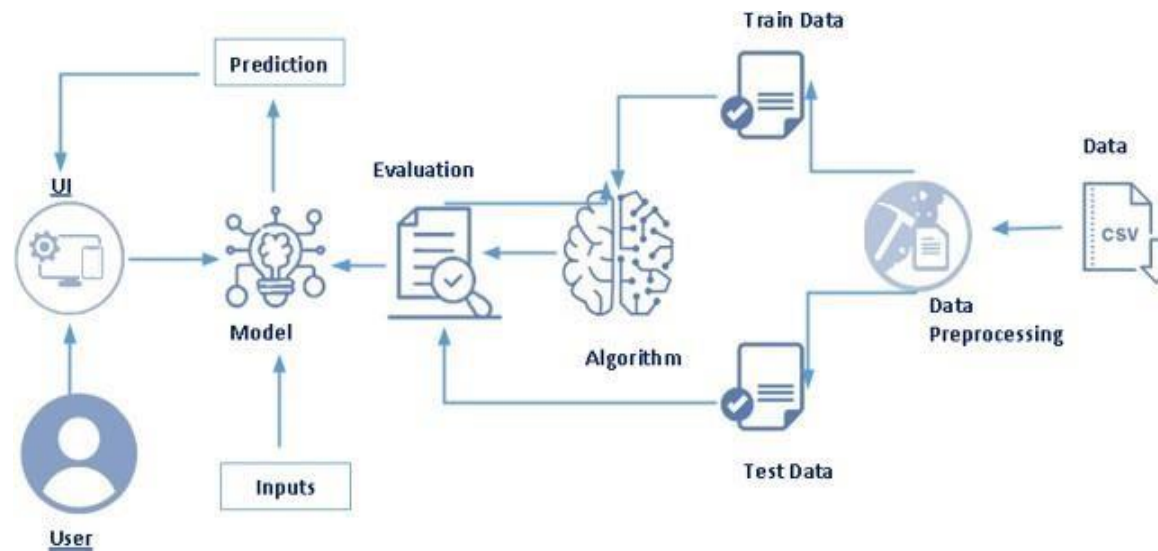 Train Data
Prediction
Data
Evaluation
UI
CSV
Data
Preprocessing
Model
Algorithm
Test Data
Inputs
User